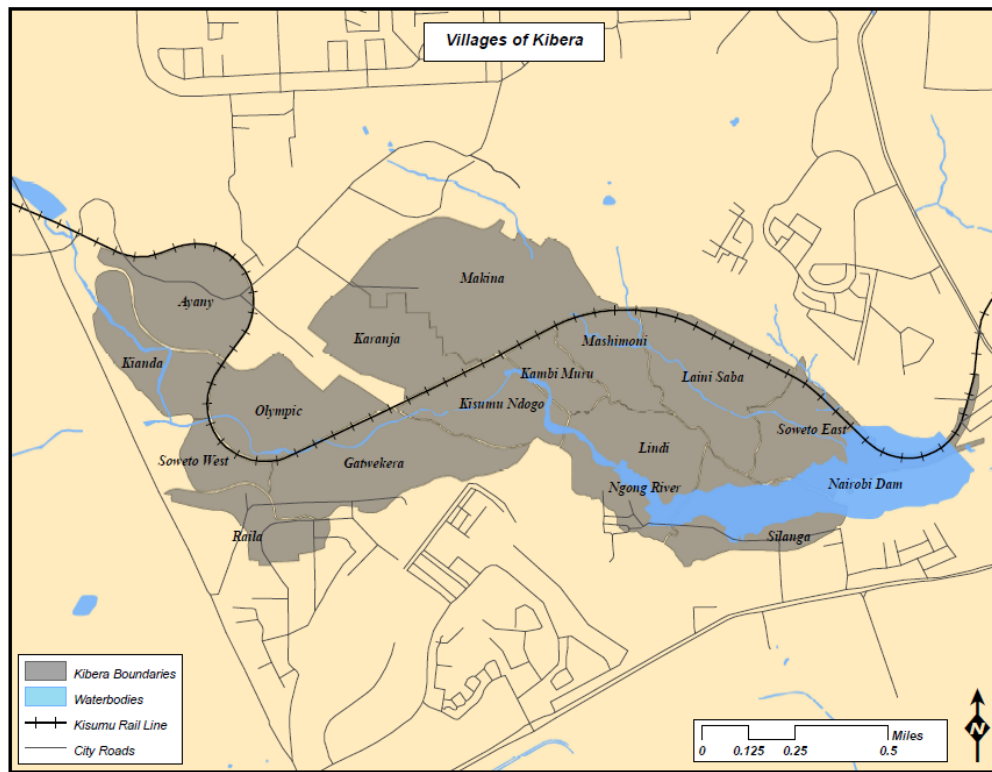 Villages of Kibera
Makina
Ayany
Karanja
Mashimoni
Kianda
Kambi Muru
Laini Saba
Olympic
Kisumu Ndogo
Soweto East
Lindi
Soweto West
Gatwekera
Nairobi Dam
Ngong River
Raila
Silanga
Kibera Boundaries
Waterbodies
Kisumu Rail Line
City Roads
Miles
0 0.125 0.25 0.5
N